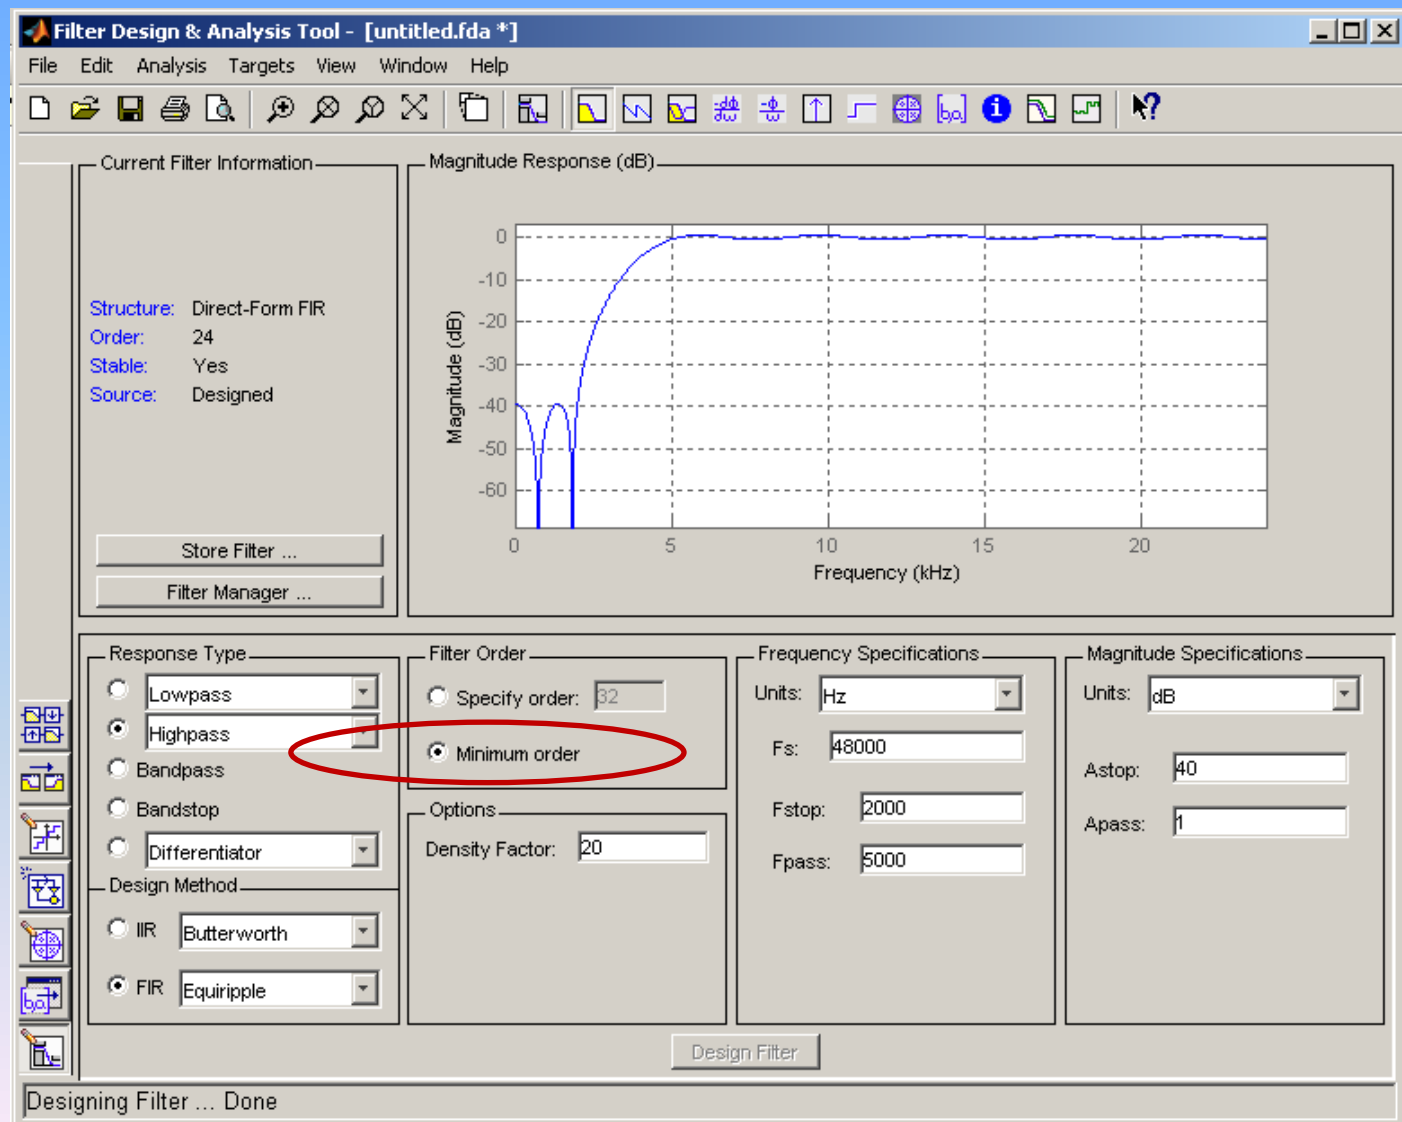 Filter Design & Analysis Tool - [untitled.fda *]
File Edit Analysis Targets View Window Help
Current Filter Information
Structure: Direct-Form FIR
Order: 24
Stable: Yes
Source: Designed
Store Filter ...
Filter Manager ...
Magnitude Response (dB)
Magnitude (dB)
0
-10
-20
-30
-40
-50
-60
0 5 10 15 20
Frequency (kHz)
Response Type
Lowpass
Highpass
Bandpass
Bandstop
Differentiator
Design Method
IIR Butterworth
FIR Equiripple
Filter Order
Specify order: 32
Minimum order
Options
Density Factor: 20
Frequency Specifications
Units: Hz
Fs: 48000
Fstop: 2000
Fpass: 5000
Magnitude Specifications
Units: dB
Astop: 40
Apass: 1
Design Filter
Designing Filter ... Done